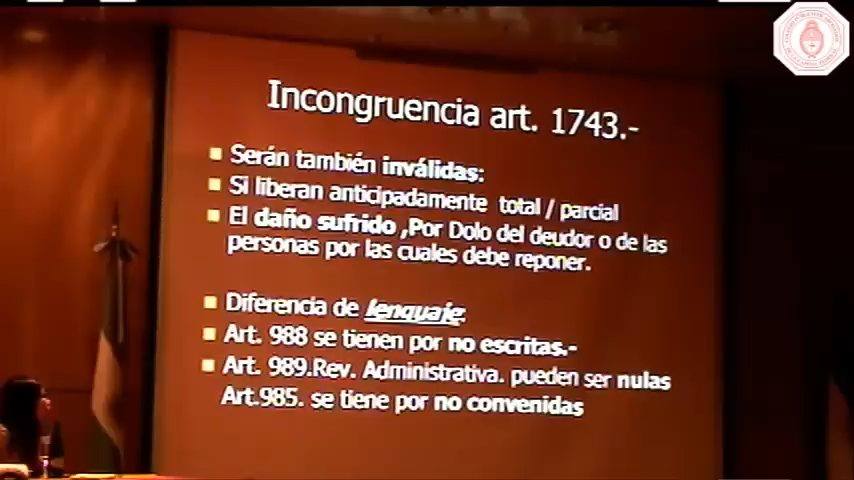 Incongruencia art. 1743.-
Serán también inválidas:
Si liberan anticipadamente total / parcial
El daño sufrido ,Por Dolo del deudor o de las
personas por las cuales debe reponer.
Diferencia de lenguaje.
Art. 988 se tienen por no escritas.-
Art. 989.Rev. Administrativa. pueden ser nulas
Art.985. se tiene por no convenidas